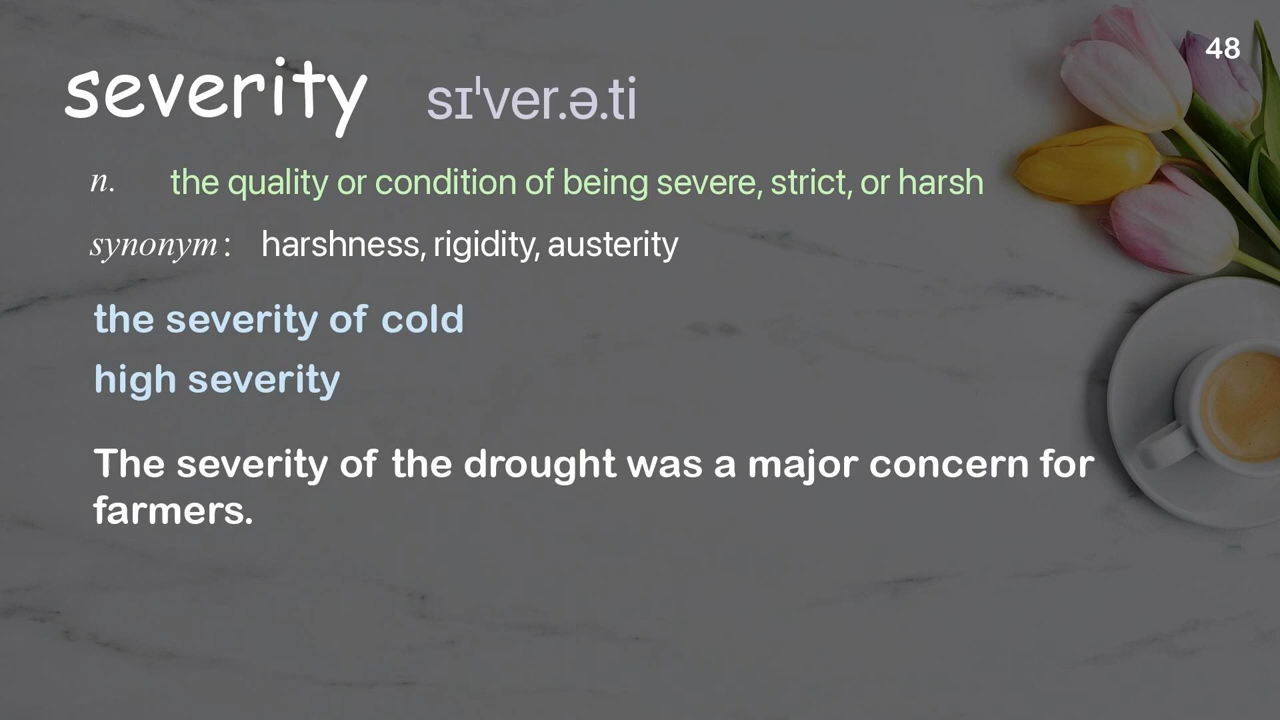 48
severity sɪˈver.ə.ti
n. the quality or condition of being severe, strict, or harsh
synonym: harshness, rigidity, austerity
the severity of cold
high severity
The severity of the drought was a major concern for
farmers.